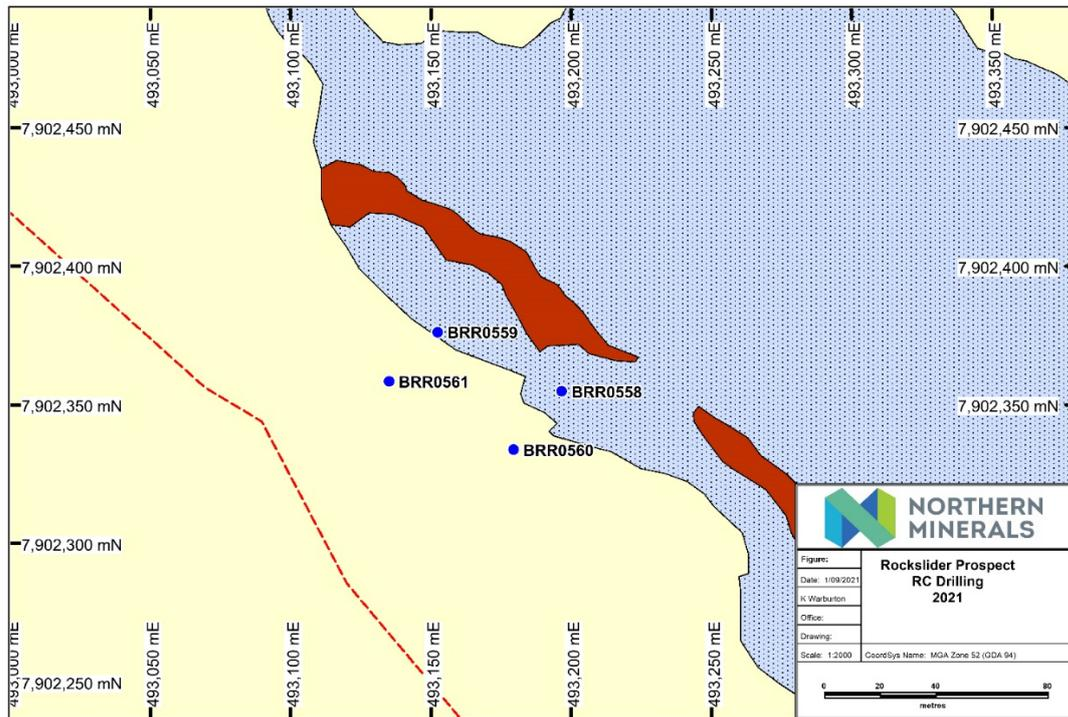 493,000 mE
493,050 mE
493,100 mE
493,150 mE
493,200 mE
493,250 mE
493,300 mE
493,350 mE
7,902,450 mN
7,902,450 mN
7,902,400 mN
7,902,400 mN
BRR0559
BRR0561
BRR0558
7,902,350 mN
7,902,350 mN
BRR0560
7,902,300 mN
NORTHERN
MINERALS
Figure:
Date: 1/09/2021
K Warburton
Office:
Drawing:
Scale: 1:2000
Rockslider Prospect
RC Drilling
2021
CoordSys Name: MGA Zone 52 (GDA 94)
0 20 40 80
metres
7,902,250 mN
493,000 mE
493,050 mE
493,100 mE
493,150 mE
493,200 mE
493,250 mE